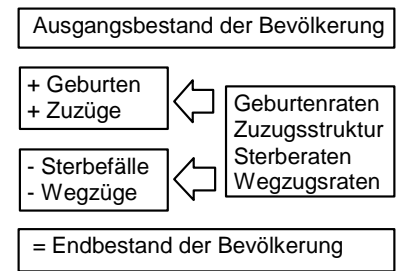 Ausgangsbestand der Bevölkerung
+ Geburten
+ Zuzüge
- Sterbefälle
- Wegzüge
Geburtenraten
Zuzugsstruktur
Sterberaten
Wegzugsraten
= Endbestand der Bevölkerung